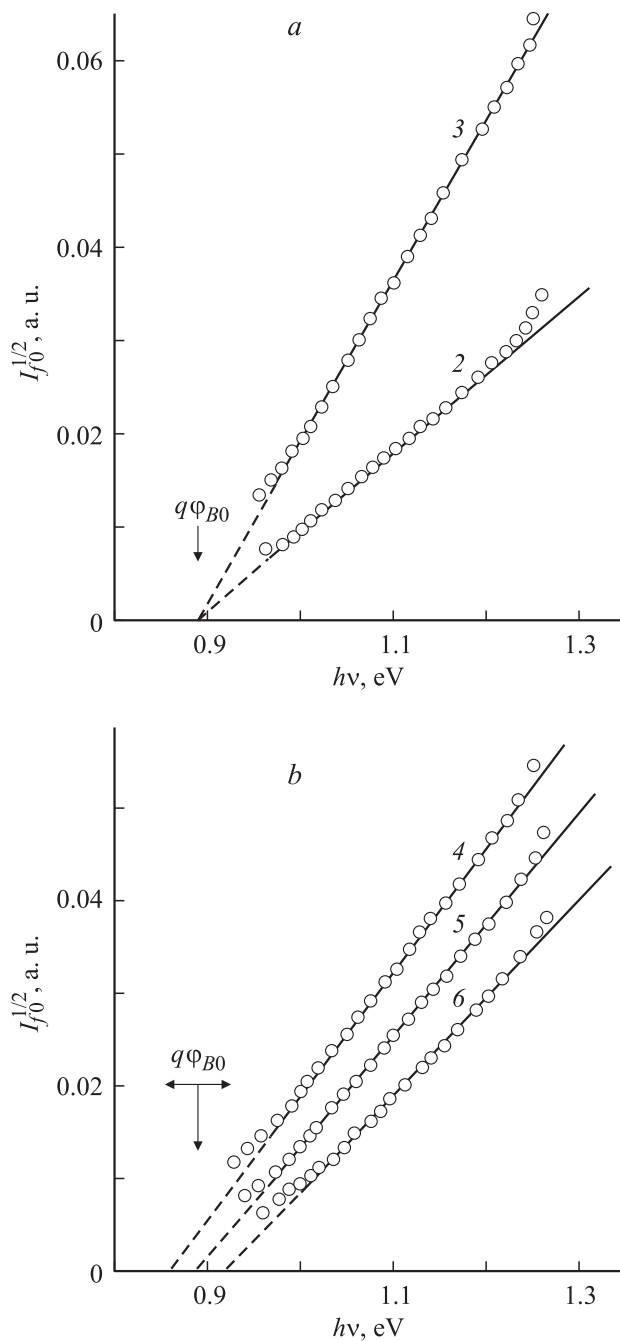 a
0.06
3
0.04
I_{f0}^{1/2}, a. u.
2
0.02
qφ_{B0}
0
0.9 1.1 1.3
hν, eV
b
4
0.04
5
6
I_{f0}^{1/2}, a. u.
qφ_{B0}
0.02
0
0.9 1.1 1.3
hν, eV